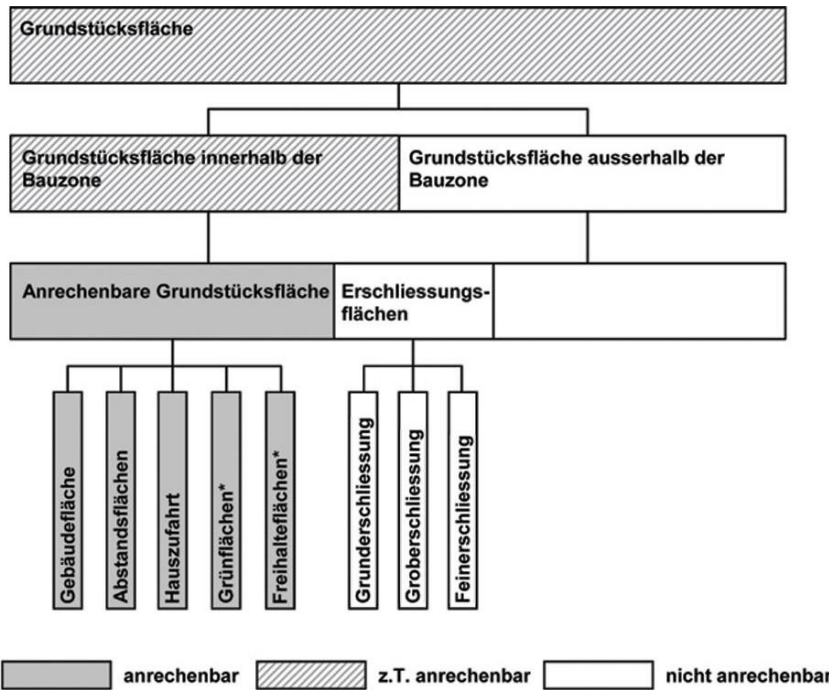 Grundstücksfläche
Grundstücksfläche innerhalb der
Bauzone
Grundstücksfläche ausserhalb der
Bauzone
Anrechenbare Grundstücksfläche
Erschliessungs-
flächen
Gebäudefläche
Abstandsflächen
Hauszufahrt
Grünflächen*
Freihalteflächen*
Grunderschliessung
Groberschliessung
Feinerschliessung
anrechenbar
z.T. anrechenbar
nicht anrechenbar